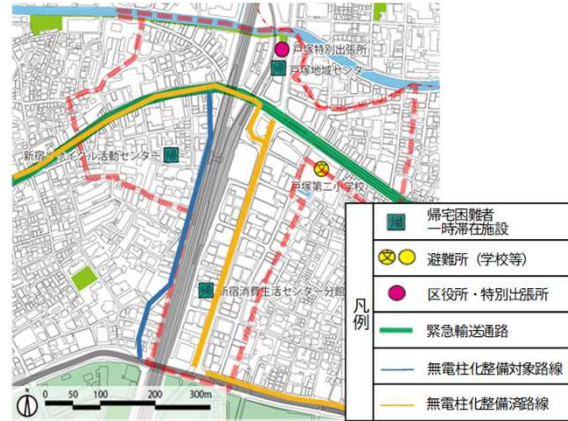 戸塚特別出張所
戸塚地域センタ
新宿リサイクル活動センター
戸塚第二小学校
新宿消費生活センター分館
凡例
帰宅困難者
一時滞在施設
避難所(学校等)
区役所・特別出張所
緊急輸送通路
無電柱化整備対象路線
無電柱化整備済路線
0 50 100 200 300m